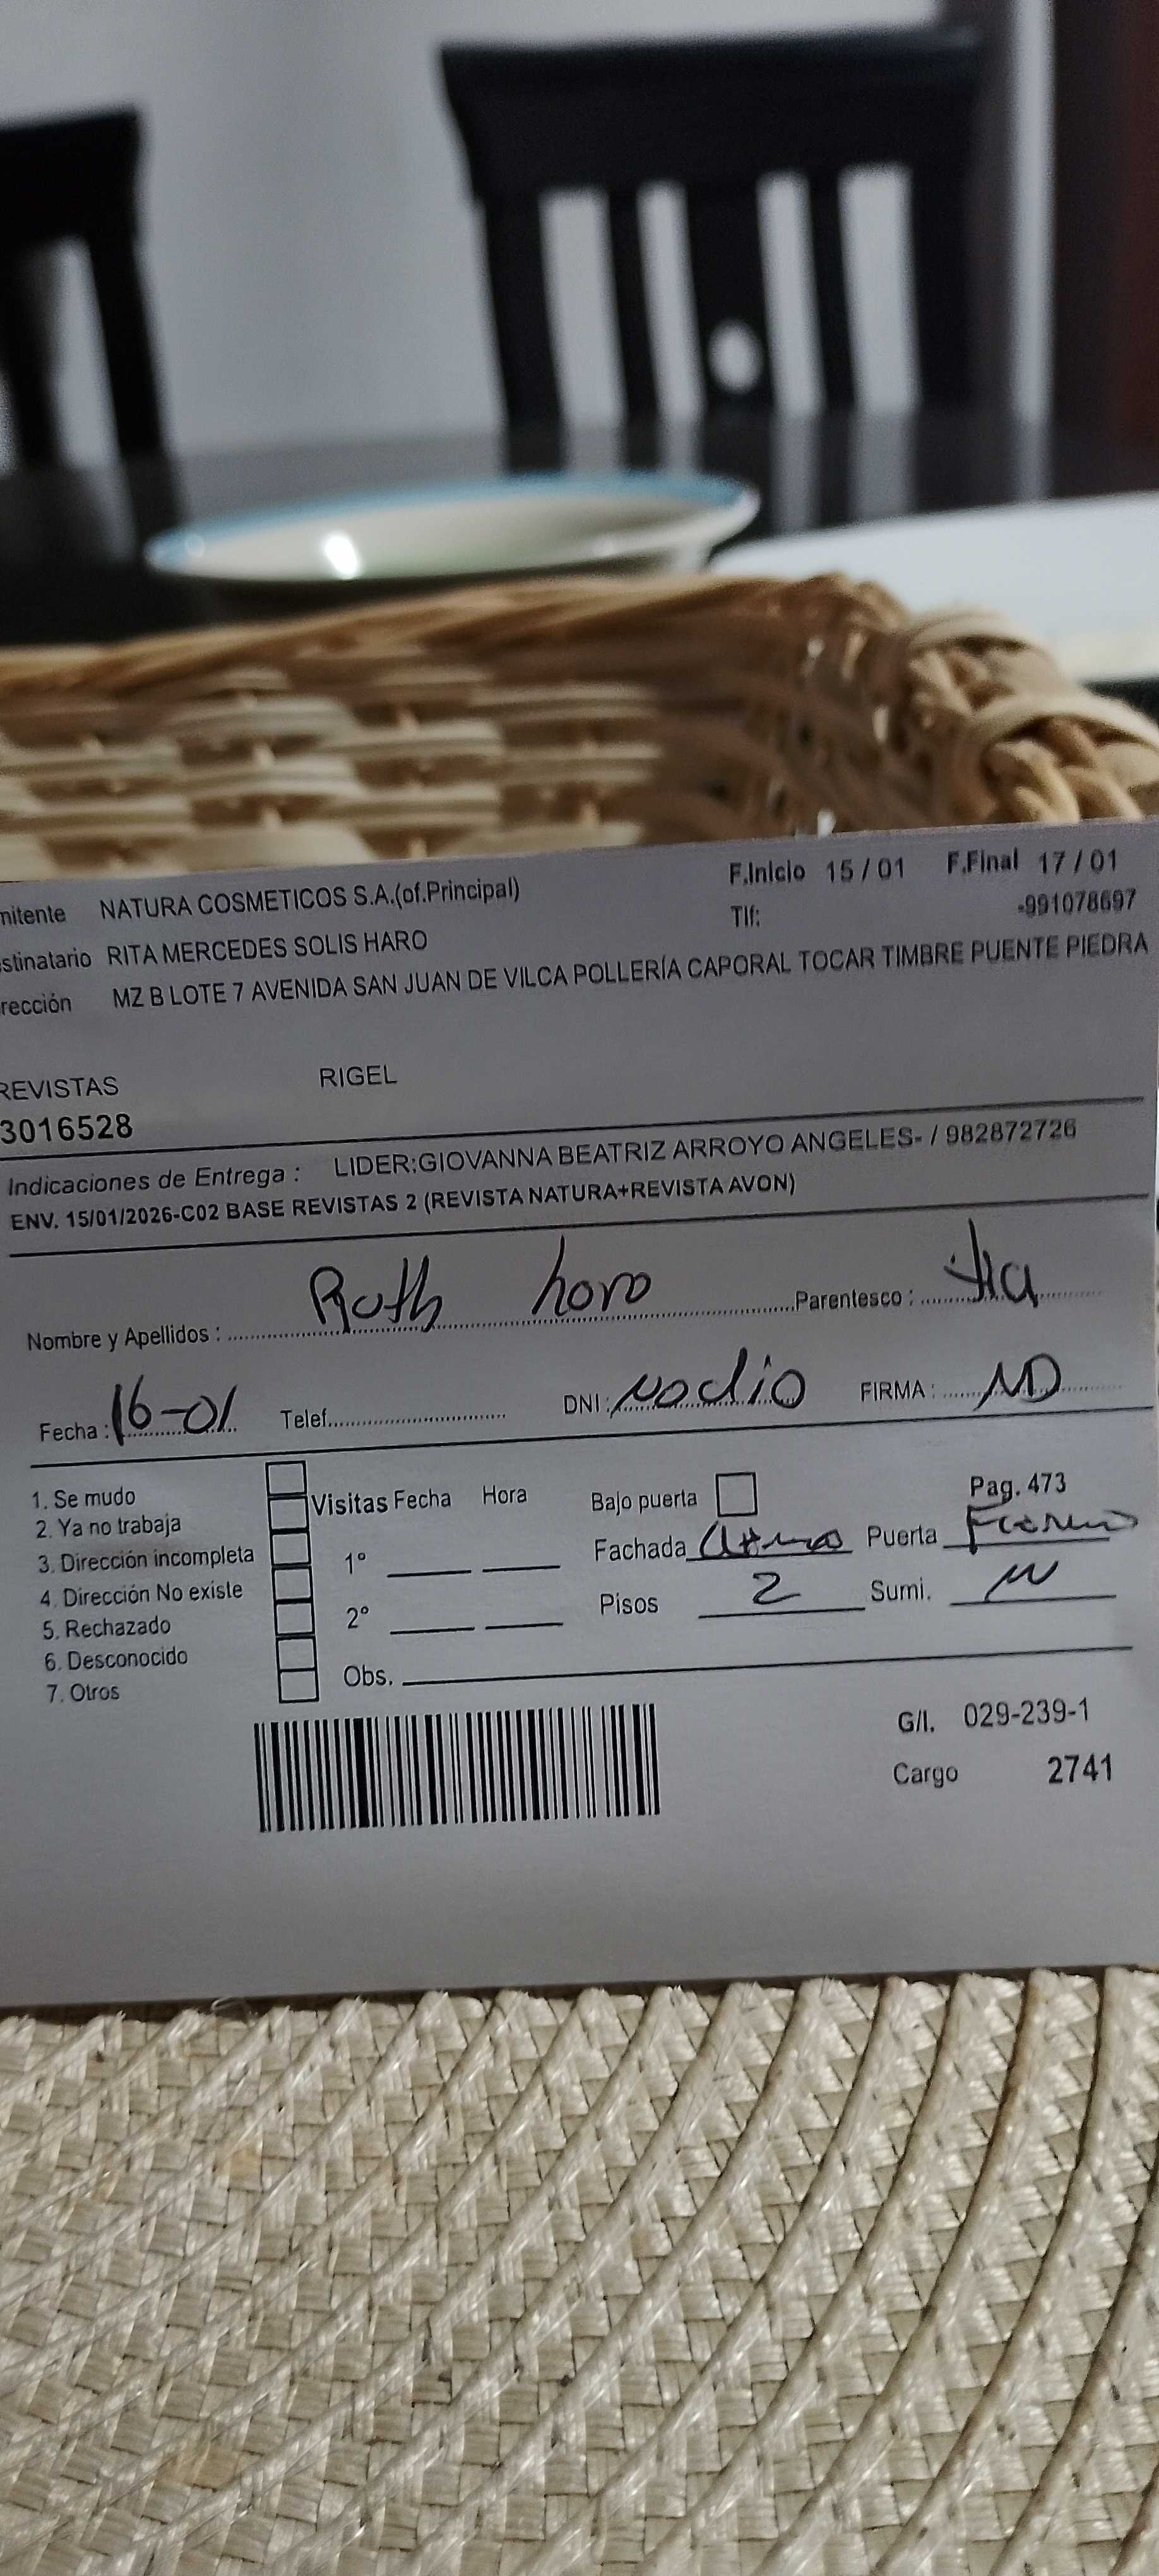 mitente NATURA COSMETICOS S.A.(of.Principal) F.Inicio 15 / 01 F.Final 17 / 01
stinatario RITA MERCEDES SOLIS HARO Tlf: -991078697
rección MZ B LOTE 7 AVENIDA SAN JUAN DE VILCA POLLERÍA CAPORAL TOCAR TIMBRE PUENTE PIEDRA
REVISTAS RIGEL
3016528
Indicaciones de Entrega : LIDER:GIOVANNA BEATRIZ ARROYO ANGELES- / 982872726
ENV. 15/01/2026-C02 BASE REVISTAS 2 (REVISTA NATURA+REVISTA AVON)
Nombre y Apellidos : Ruth horo Parentesco : tia
Fecha : 16-01 Telef. DNI : No dio FIRMA : ND
1. Se mudo
2. Ya no trabaja
3. Dirección incompleta
4. Dirección No existe
5. Rechazado
6. Desconocido
7. Otros
Visitas Fecha Hora
1°
2°
Obs.
Bajo puerta Pag. 473
Fachada Puerta
Pisos 2 Sumi.
G/I. 029-239-1
Cargo 2741